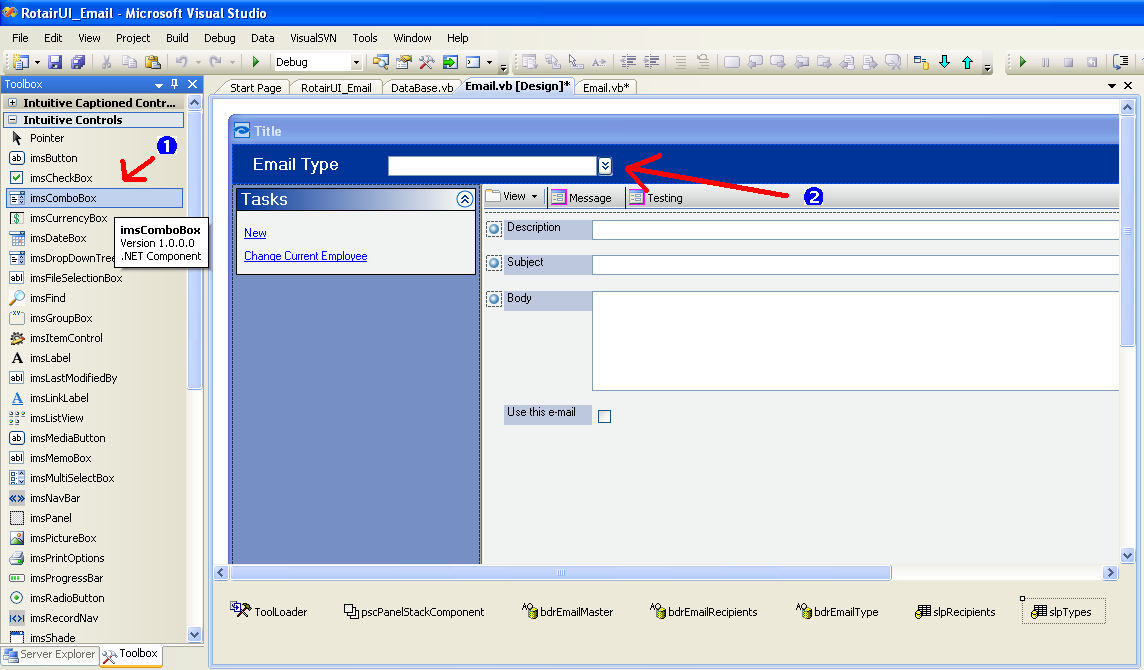 RotairUI_Email - Microsoft Visual Studio
File Edit View Project Build Debug Data VisualSVN Tools Window Help
Debug
Toolbox
Start Page RotairUI_Email DataBase.vb Email.vb [Design]* Email.vb*
Intuitive Captioned Contr...
Intuitive Controls
Pointer
imsButton
imsCheckBox
imsComboBox
imsCurrencyBox
imsDateBox
imsDropDownTree
imsFileSelectionBox
imsFind
imsGroupBox
imsItemControl
imsLabel
imsLastModifiedBy
imsLinkLabel
imsListView
imsMediaButton
imsMemoBox
imsMultiSelectBox
imsNavBar
imsPanel
imsPictureBox
imsPrintOptions
imsProgressBar
imsRadioButton
imsRecordNav
imsShade
Server Explorer Toolbox
1
imsComboBox
Version 1.0.0.0
.NET Component
Title
Email Type
2
Tasks
New
Change Current Employee
View Message Testing
Description
Subject
Body
Use this e-mail
ToolLoader pscPanelStackComponent bdrEmailMaster bdrEmailRecipients bdrEmailType slpRecipients slpTypes